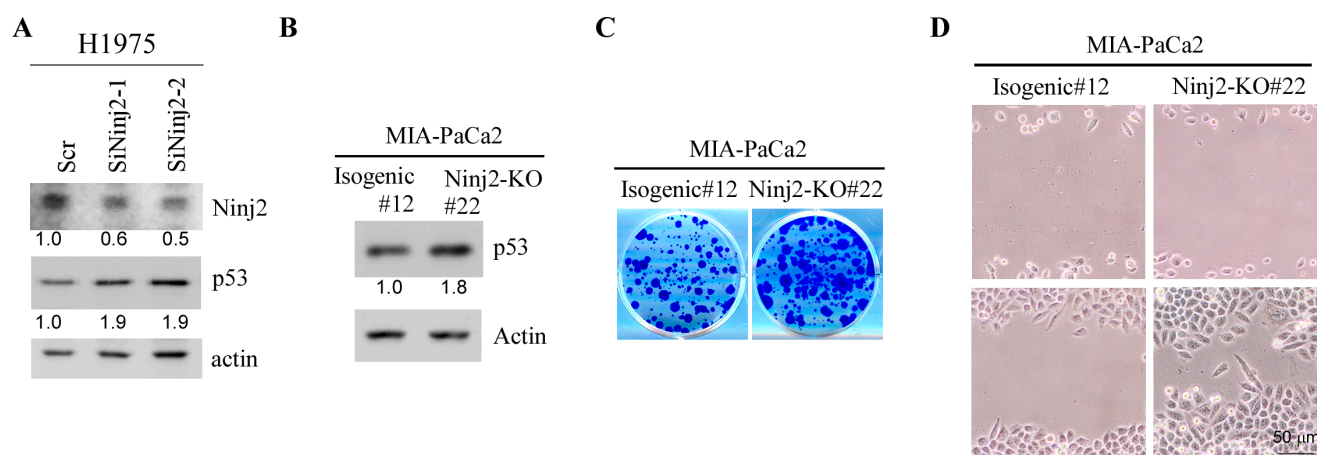 A
H1975
Scr
SiNinj2-1
SiNinj2-2
Ninj2
1.0 0.6 0.5
p53
1.0 1.9 1.9
actin
B
MIA-PaCa2
Isogenic Ninj2-KO
#12 #22
p53
1.0 1.8
Actin
C
MIA-PaCa2
Isogenic#12 Ninj2-KO#22
D
MIA-PaCa2
Isogenic#12 Ninj2-KO#22
50 μm